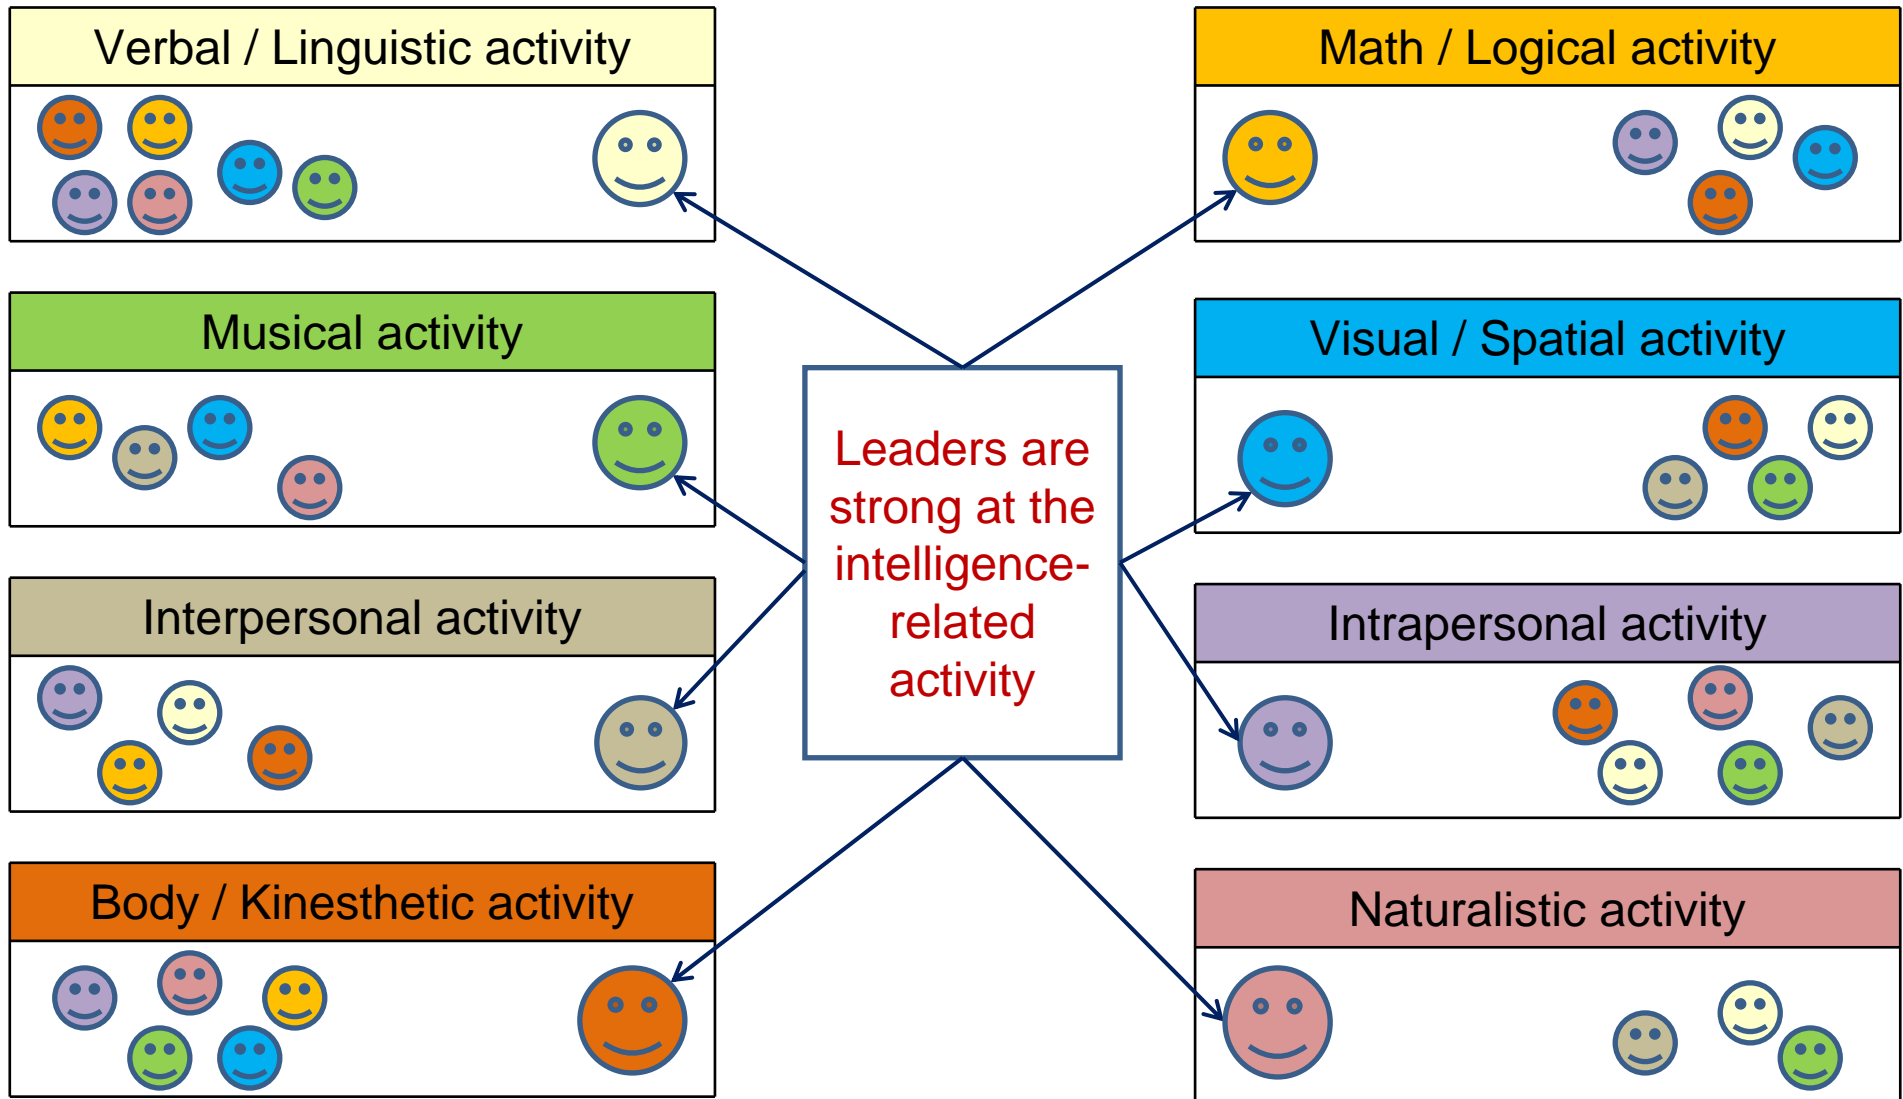 Verbal / Linguistic activity
Math / Logical activity
Musical activity
Visual / Spatial activity
Leaders are
strong at the
intelligence-
related
activity
Interpersonal activity
Intrapersonal activity
Body / Kinesthetic activity
Naturalistic activity